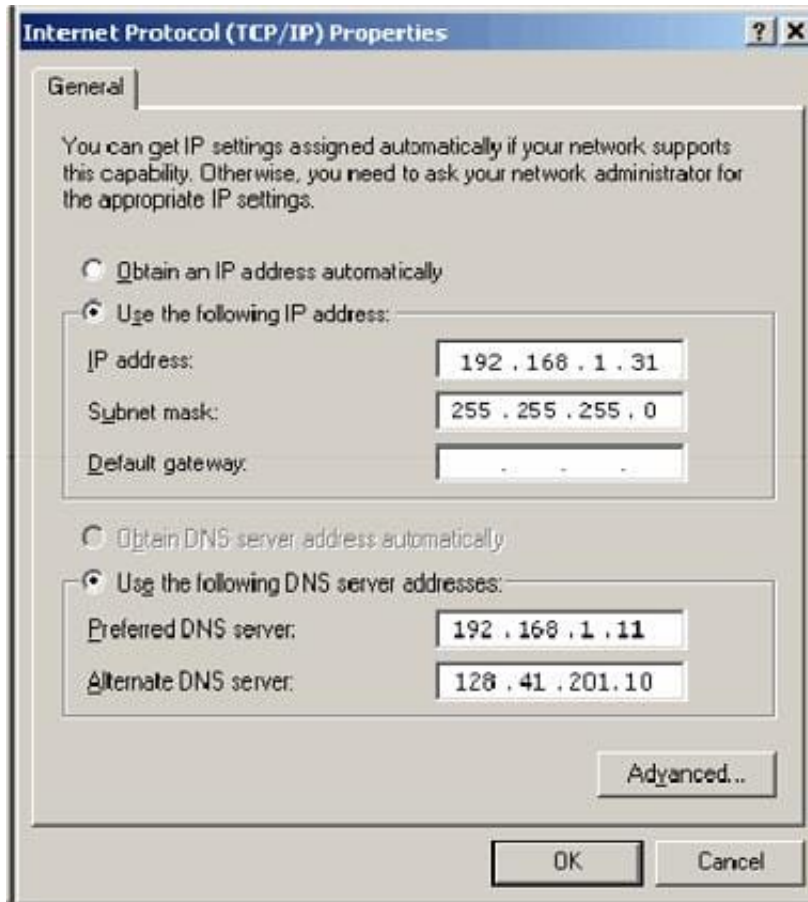 Internet Protocol (TCP/IP) Properties
General
You can get IP settings assigned automatically if your network supports
this capability. Otherwise, you need to ask your network administrator for
the appropriate IP settings.
Obtain an IP address automatically
Use the following IP address:
IP address: 192 . 168 . 1 . 31
Subnet mask: 255 . 255 . 255 . 0
Default gateway: . . .
Obtain DNS server address automatically
Use the following DNS server addresses:
Preferred DNS server: 192 . 168 . 1 . 11
Alternate DNS server: 128 . 41 . 201 . 10
Advanced...
OK Cancel